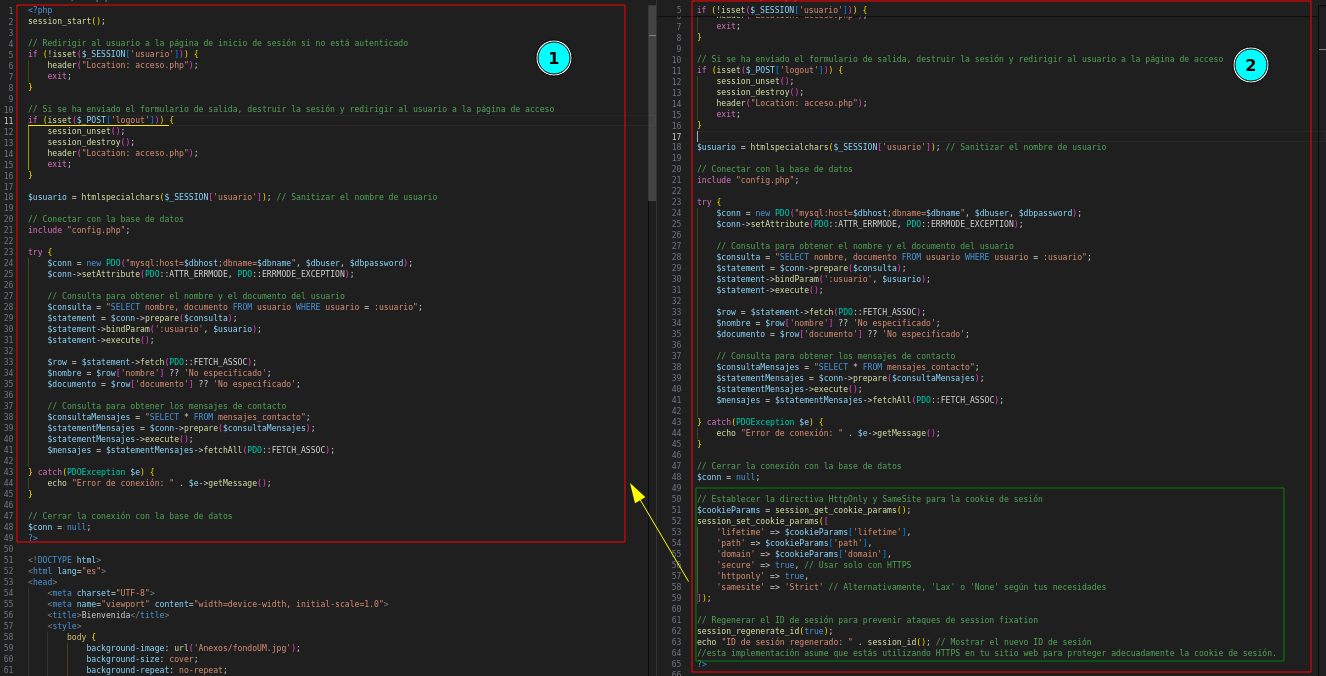 1 <?php
2 session_start();
3
4 // Redirigir al usuario a la página de inicio de sesión si no está autenticado
5 if (!isset($_SESSION['usuario'])) {
6     header("Location: acceso.php");
7     exit;
8 }
9
10 // Si se ha enviado el formulario de salida, destruir la sesión y redirigir al usuario a la página de acceso
11 if (isset($_POST['logout'])) {
12     session_unset();
13     session_destroy();
14     header("Location: acceso.php");
15     exit;
16 }
17
18 $usuario = htmlspecialchars($_SESSION['usuario']); // Sanitizar el nombre de usuario
19
20 // Conectar con la base de datos
21 include "config.php";
22
23 try {
24     $conn = new PDO("mysql:host=$dbhost;dbname=$dbname", $dbuser, $dbpassword);
25     $conn->setAttribute(PDO::ATTR_ERRMODE, PDO::ERRMODE_EXCEPTION);
26
27     // Consulta para obtener el nombre y el documento del usuario
28     $consulta = "SELECT nombre, documento FROM usuario WHERE usuario = :usuario";
29     $statement = $conn->prepare($consulta);
30     $statement->bindParam(':usuario', $usuario);
31     $statement->execute();
32
33     $row = $statement->fetch(PDO::FETCH_ASSOC);
34     $nombre = $row['nombre'] ?? 'No especificado';
35     $documento = $row['documento'] ?? 'No especificado';
36
37     // Consulta para obtener los mensajes de contacto
38     $consultaMensajes = "SELECT * FROM mensajes_contacto";
39     $statementMensajes = $conn->prepare($consultaMensajes);
40     $statementMensajes->execute();
41     $mensajes = $statementMensajes->fetchAll(PDO::FETCH_ASSOC);
42
43 } catch(PDOException $e) {
44     echo "Error de conexión: " . $e->getMessage();
45 }
46
47 // Cerrar la conexión con la base de datos
48 $conn = null;
49 ?>
50
51 <!DOCTYPE html>
52 <html lang="es">
53 <head>
54     <meta charset="UTF-8">
55     <meta name="viewport" content="width=device-width, initial-scale=1.0">
56     <title>Bienvenida</title>
57     <style>
58         body {
59             background-image: url('Anexos/fondoUM.jpg');
60             background-size: cover;
61             background-repeat: no-repeat;
1
5 if (!isset($_SESSION['usuario'])) {
6     header("Location: acceso.php");
7     exit;
8 }
9
10 // Si se ha enviado el formulario de salida, destruir la sesión y redirigir al usuario a la página de acceso
11 if (isset($_POST['logout'])) {
12     session_unset();
13     session_destroy();
14     header("Location: acceso.php");
15     exit;
16 }
17
18 $usuario = htmlspecialchars($_SESSION['usuario']); // Sanitizar el nombre de usuario
19
20 // Conectar con la base de datos
21 include "config.php";
22
23 try {
24     $conn = new PDO("mysql:host=$dbhost;dbname=$dbname", $dbuser, $dbpassword);
25     $conn->setAttribute(PDO::ATTR_ERRMODE, PDO::ERRMODE_EXCEPTION);
26
27     // Consulta para obtener el nombre y el documento del usuario
28     $consulta = "SELECT nombre, documento FROM usuario WHERE usuario = :usuario";
29     $statement = $conn->prepare($consulta);
30     $statement->bindParam(':usuario', $usuario);
31     $statement->execute();
32
33     $row = $statement->fetch(PDO::FETCH_ASSOC);
34     $nombre = $row['nombre'] ?? 'No especificado';
35     $documento = $row['documento'] ?? 'No especificado';
36
37     // Consulta para obtener los mensajes de contacto
38     $consultaMensajes = "SELECT * FROM mensajes_contacto";
39     $statementMensajes = $conn->prepare($consultaMensajes);
40     $statementMensajes->execute();
41     $mensajes = $statementMensajes->fetchAll(PDO::FETCH_ASSOC);
42
43 } catch(PDOException $e) {
44     echo "Error de conexión: " . $e->getMessage();
45 }
46
47 // Cerrar la conexión con la base de datos
48 $conn = null;
49
50 // Establecer la directiva HttpOnly y SameSite para la cookie de sesión
51 $cookieParams = session_get_cookie_params();
52 session_set_cookie_params([
53     'lifetime' => $cookieParams['lifetime'],
54     'path' => $cookieParams['path'],
55     'domain' => $cookieParams['domain'],
56     'secure' => true, // Usar solo con HTTPS
57     'httponly' => true,
58     'samesite' => 'Strict' // Alternativamente, 'Lax' o 'None' según tus necesidades
59 ]);
60
61 // Regenerar el ID de sesión para prevenir ataques de session fixation
62 session_regenerate_id(true);
63 echo "ID de sesión regenerado: " . session_id(); // Mostrar el nuevo ID de sesión
64 //esta implementación asume que estás utilizando HTTPS en tu sitio web para proteger adecuadamente la cookie de sesión.
65 ?>
66
2